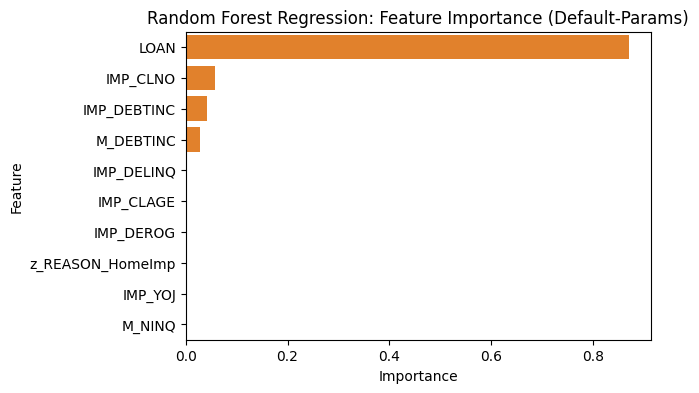 Random Forest Regression: Feature Importance (Default-Params)
LOAN
IMP_CLNO
IMP_DEBTINC
M_DEBTINC
IMP_DELINQ
IMP_CLAGE
IMP_DEROG
z_REASON_HomeImp
IMP_YOJ
M_NINQ
Feature
0.0 0.2 0.4 0.6 0.8
Importance